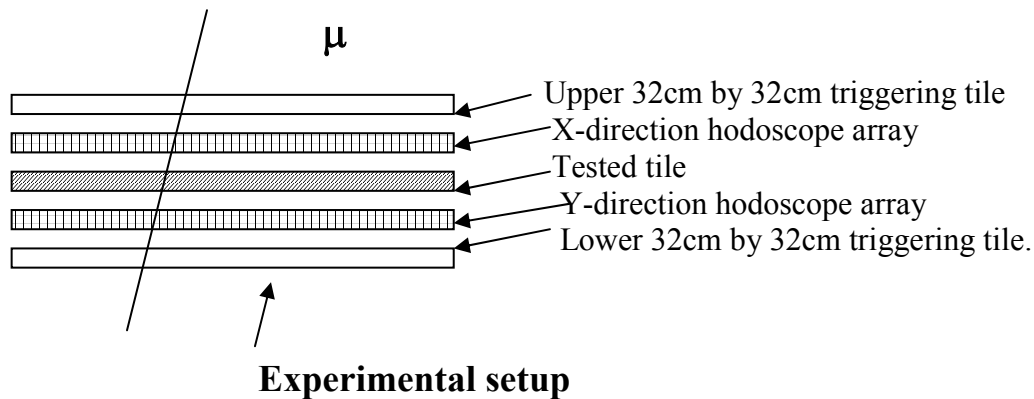 μ
Upper 32cm by 32cm triggering tile
X-direction hodoscope array
Tested tile
Y-direction hodoscope array
Lower 32cm by 32cm triggering tile.
Experimental setup